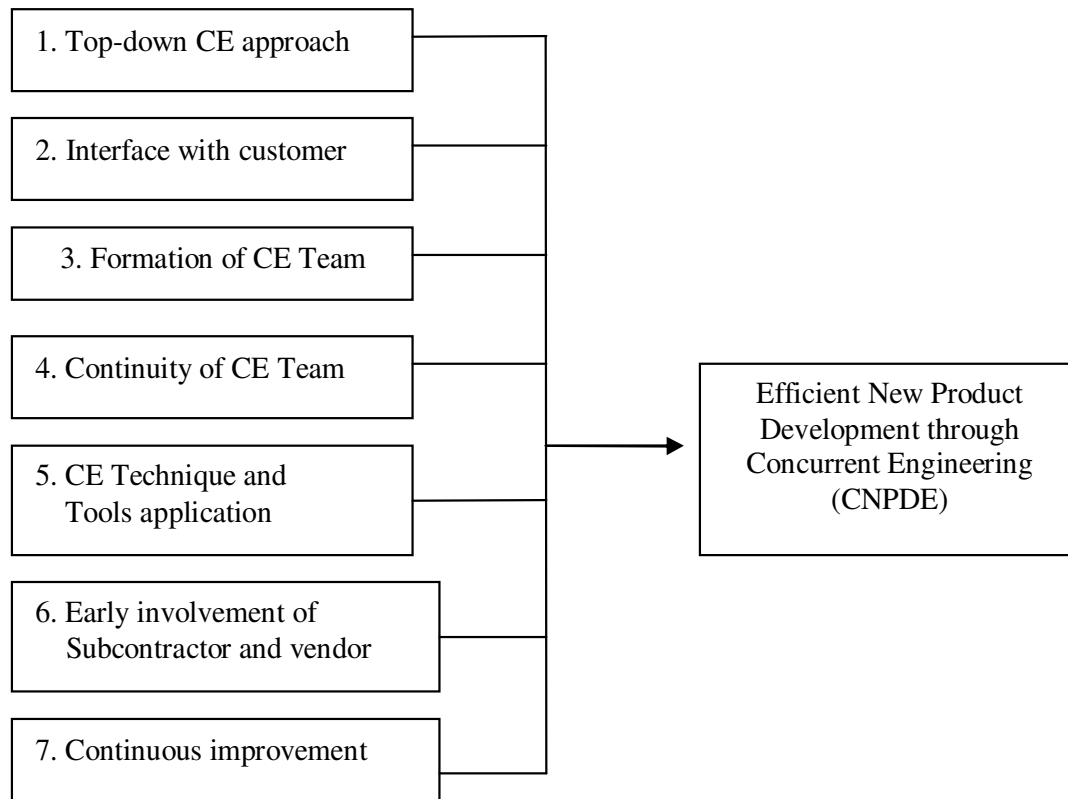 1. Top-down CE approach
2. Interface with customer
3. Formation of CE Team
4. Continuity of CE Team
5. CE Technique and
Tools application
6. Early involvement of
Subcontractor and vendor
7. Continuous improvement
Efficient New Product
Development through
Concurrent Engineering
(CNPDE)